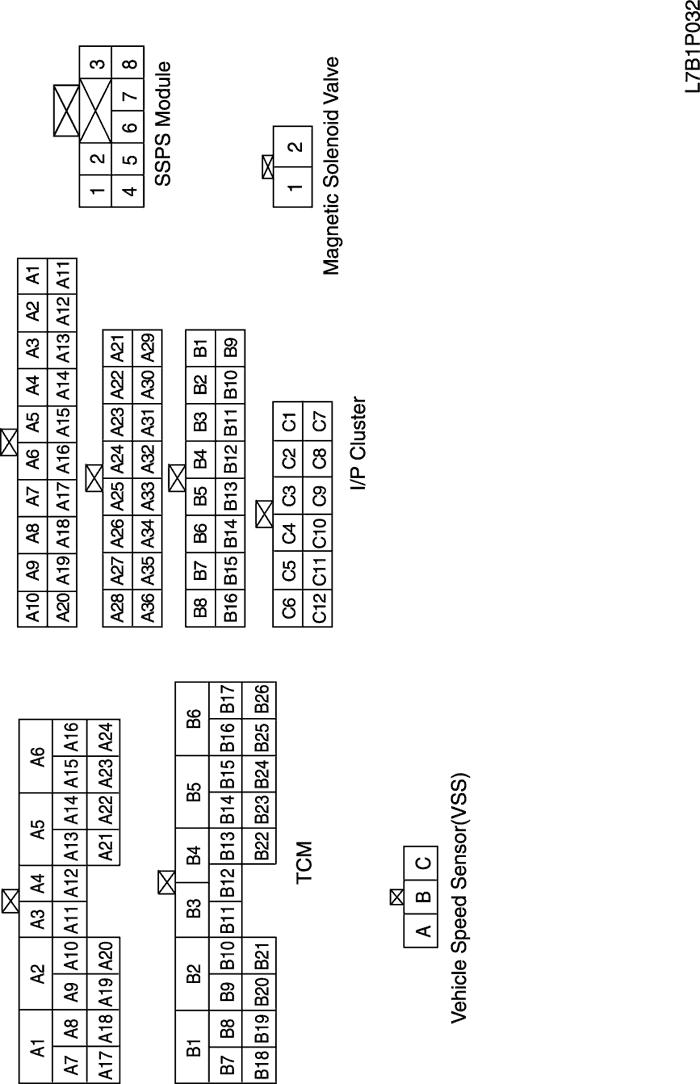 A1 A2 A3 A4 A5 A6
A7 A8 A9 A10 A11 A12 A13 A14 A15 A16
A17 A18 A19 A20 A21 A22 A23 A24
B1 B2 B3 B4 B5 B6
B7 B8 B9 B10 B11 B12 B13 B14 B15 B16 B17
B18 B19 B20 B21 B22 B23 B24 B25 B26
TCM
A B C
Vehicle Speed Sensor(VSS)
A10 A9 A8 A7 A6 A5 A4 A3 A2 A1
A20 A19 A18 A17 A16 A15 A14 A13 A12 A11
A28 A27 A26 A25 A24 A23 A22 A21
A36 A35 A34 A33 A32 A31 A30 A29
B8 B7 B6 B5 B4 B3 B2 B1
B16 B15 B14 B13 B12 B11 B10 B9
C6 C5 C4 C3 C2 C1
C12 C11 C10 C9 C8 C7
I/P Cluster
1 2 3
4 5 6 7 8
SSPS Module
1 2
Magnetic Solenoid Valve
L7B1P032